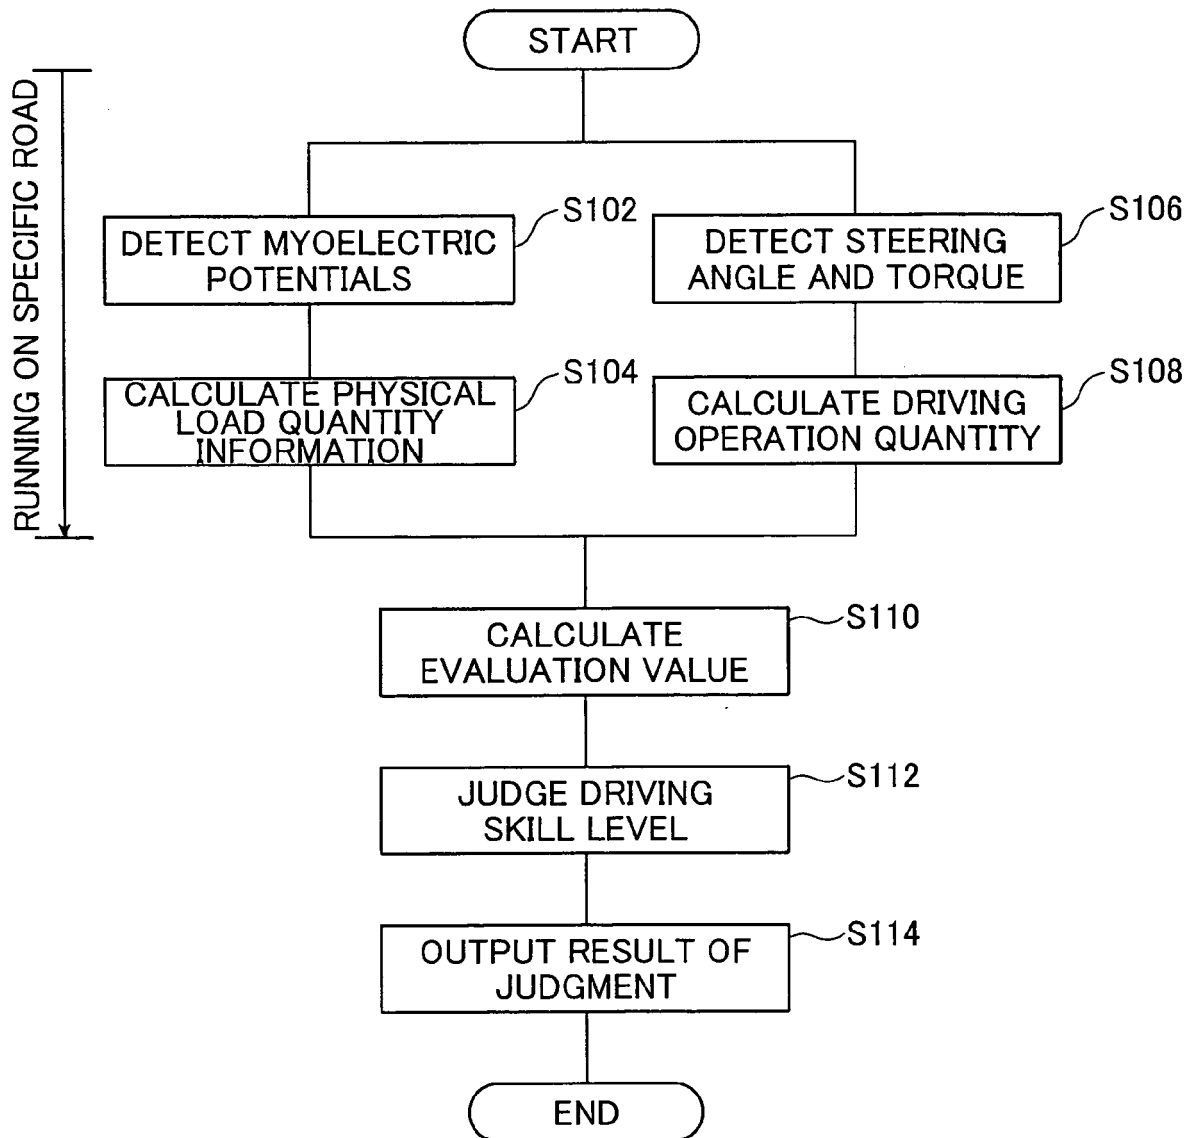 START
RUNNING ON SPECIFIC ROAD
S102
DETECT MYOELECTRIC
POTENTIALS
S106
DETECT STEERING
ANGLE AND TORQUE
S104
CALCULATE PHYSICAL
LOAD QUANTITY
INFORMATION
S108
CALCULATE DRIVING
OPERATION QUANTITY
S110
CALCULATE
EVALUATION VALUE
S112
JUDGE DRIVING
SKILL LEVEL
S114
OUTPUT RESULT OF
JUDGMENT
END